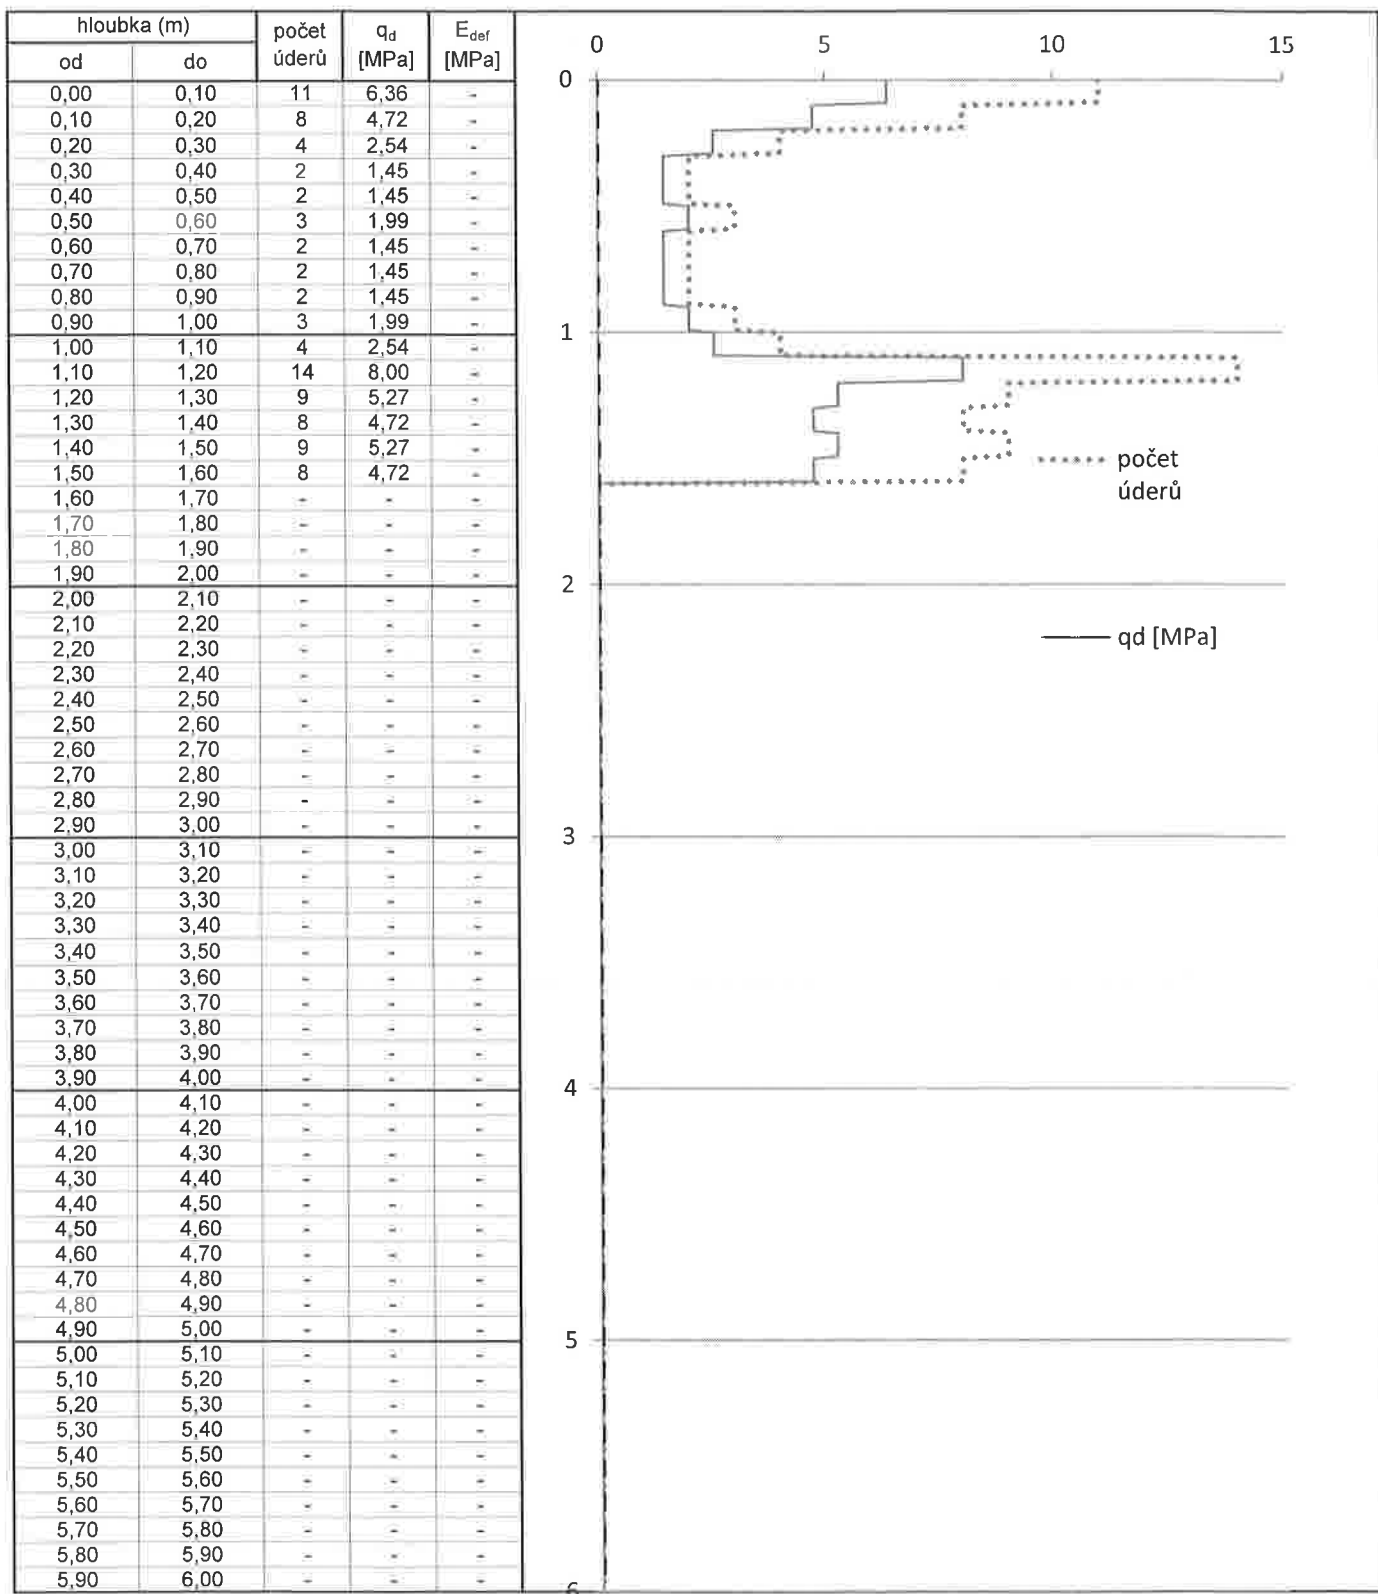 hloubka (m) počet úderů qd [MPa] Edef [MPa]
od do
0,00 0,10 11 6,36 -
0,10 0,20 8 4,72 -
0,20 0,30 4 2,54 -
0,30 0,40 2 1,45 -
0,40 0,50 2 1,45 -
0,50 0,60 3 1,99 -
0,60 0,70 2 1,45 -
0,70 0,80 2 1,45 -
0,80 0,90 2 1,45 -
0,90 1,00 3 1,99 -
1,00 1,10 4 2,54 -
1,10 1,20 14 8,00 -
1,20 1,30 9 5,27 -
1,30 1,40 8 4,72 -
1,40 1,50 9 5,27 -
1,50 1,60 8 4,72 -
1,60 1,70 - - -
1,70 1,80 - - -
1,80 1,90 - - -
1,90 2,00 - - -
2,00 2,10 - - -
2,10 2,20 - - -
2,20 2,30 - - -
2,30 2,40 - - -
2,40 2,50 - - -
2,50 2,60 - - -
2,60 2,70 - - -
2,70 2,80 - - -
2,80 2,90 - - -
2,90 3,00 - - -
3,00 3,10 - - -
3,10 3,20 - - -
3,20 3,30 - - -
3,30 3,40 - - -
3,40 3,50 - - -
3,50 3,60 - - -
3,60 3,70 - - -
3,70 3,80 - - -
3,80 3,90 - - -
3,90 4,00 - - -
4,00 4,10 - - -
4,10 4,20 - - -
4,20 4,30 - - -
4,30 4,40 - - -
4,40 4,50 - - -
4,50 4,60 - - -
4,60 4,70 - - -
4,70 4,80 - - -
4,80 4,90 - - -
4,90 5,00 - - -
5,00 5,10 - - -
5,10 5,20 - - -
5,20 5,30 - - -
5,30 5,40 - - -
5,40 5,50 - - -
5,50 5,60 - - -
5,60 5,70 - - -
5,70 5,80 - - -
5,80 5,90 - - -
5,90 6,00 - - -
0 5 10 15
0
1
2
3
4
5
6
počet
úderů
qd [MPa]